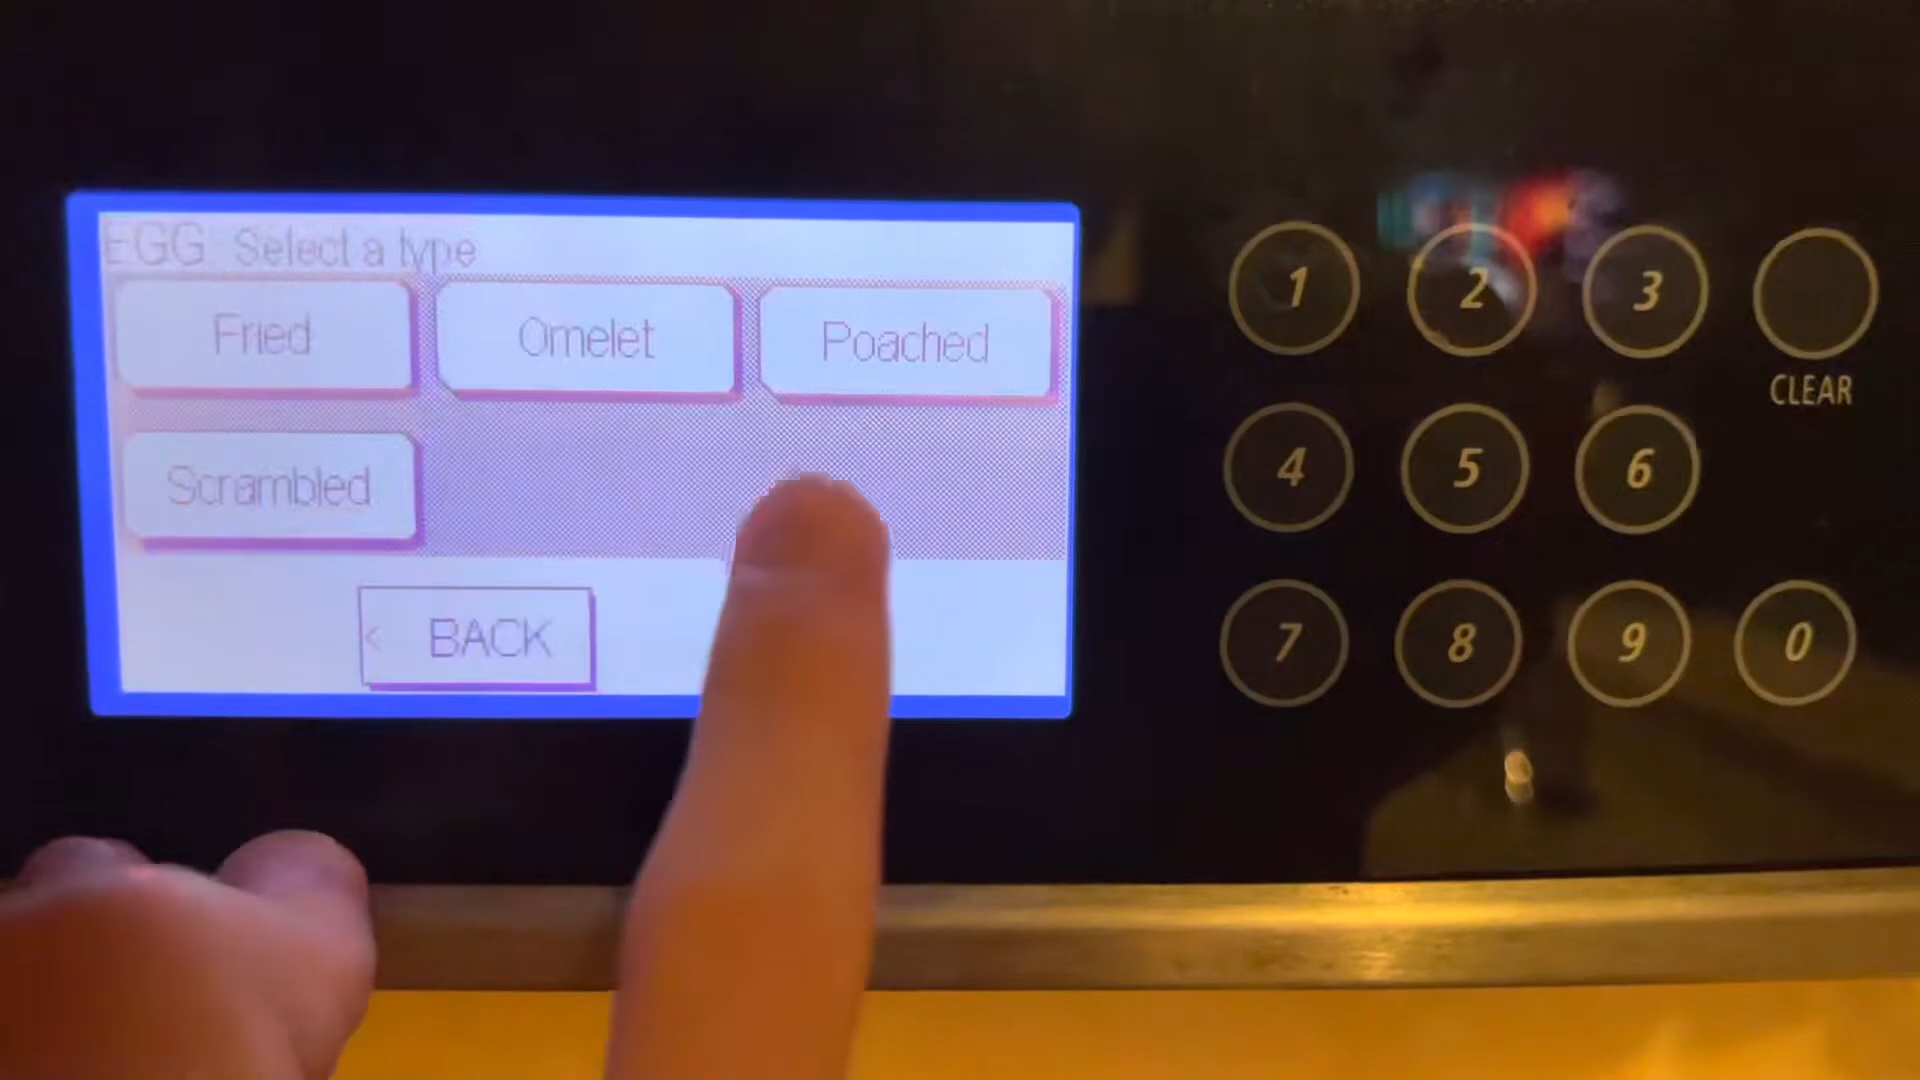 EGG Select a type
Fried Omelet Poached
Scrambled
< BACK
1 2 3
CLEAR
4 5 6
7 8 9 0